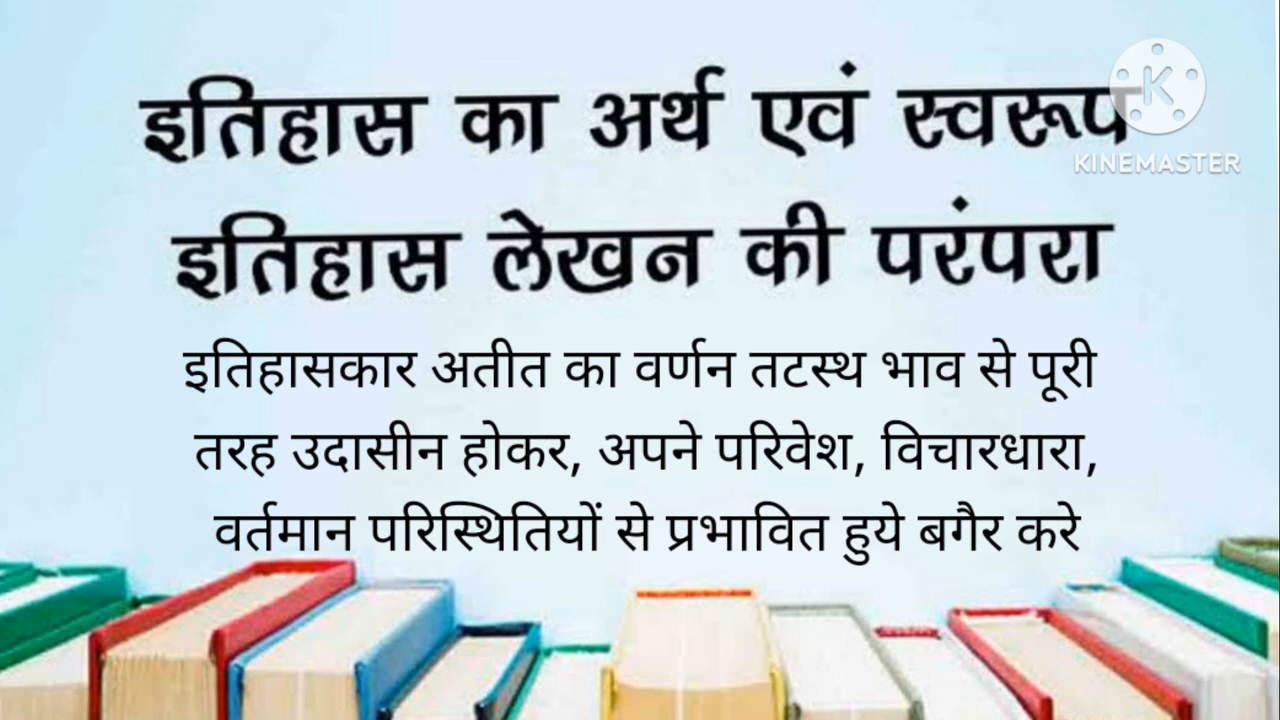 इतिहास का अर्थ एवं स्वरूप
KINEMASTER
इतिहास लेखन की परंपरा
इतिहासकार अतीत का वर्णन तटस्थ भाव से पूरी
तरह उदासीन होकर, अपने परिवेश, विचारधारा,
वर्तमान परिस्थितियों से प्रभावित हुये बगैर करे